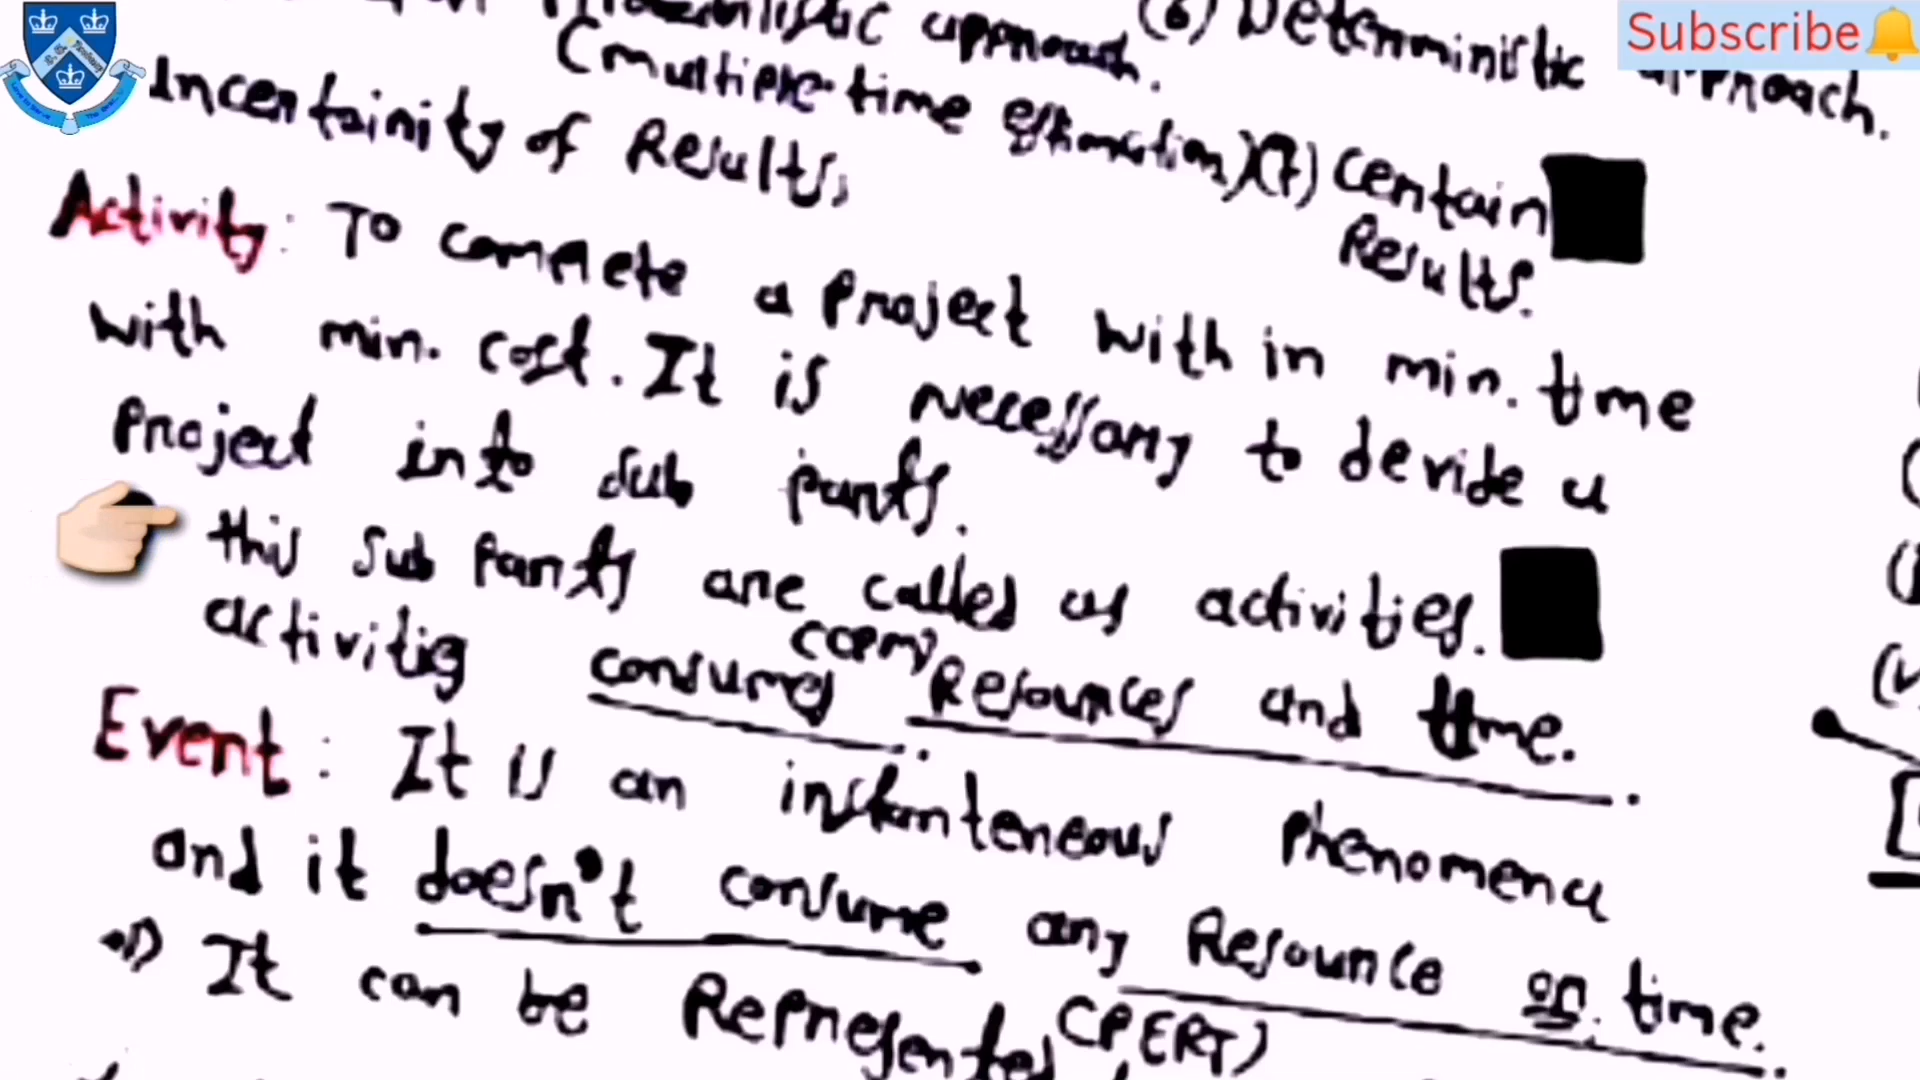 approach. (6) Deterministic approach.
(multiple time estimation) (7) Certain Results.
Uncertainity of Results,
Activity: To complete a Project with in min. time
with min. cost. It is necessary to devide a
Project into sub parts.
this sub Parts are called as activities.
activities consumes Resources and time.
(CPM)
Event: It is an instanteneous Phenomena
and it doesn't consume any Resource or time.
⇒ It can be Represented
(PERT)
Subscribe